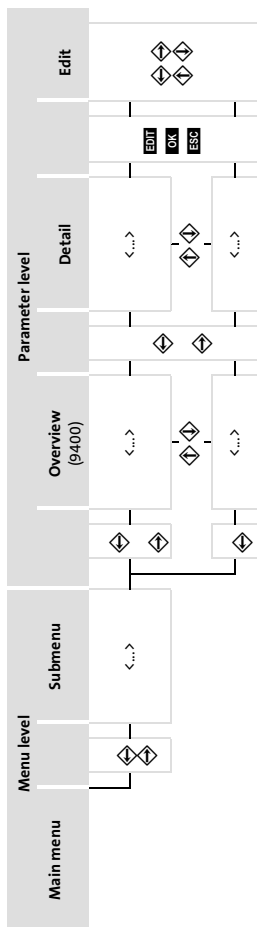 Menu level
Parameter level
Main menu
Submenu
Overview
(9400)
Detail
Edit
<...>
<...>
<...>
EDIT
OK
ESC
<...>
<...>